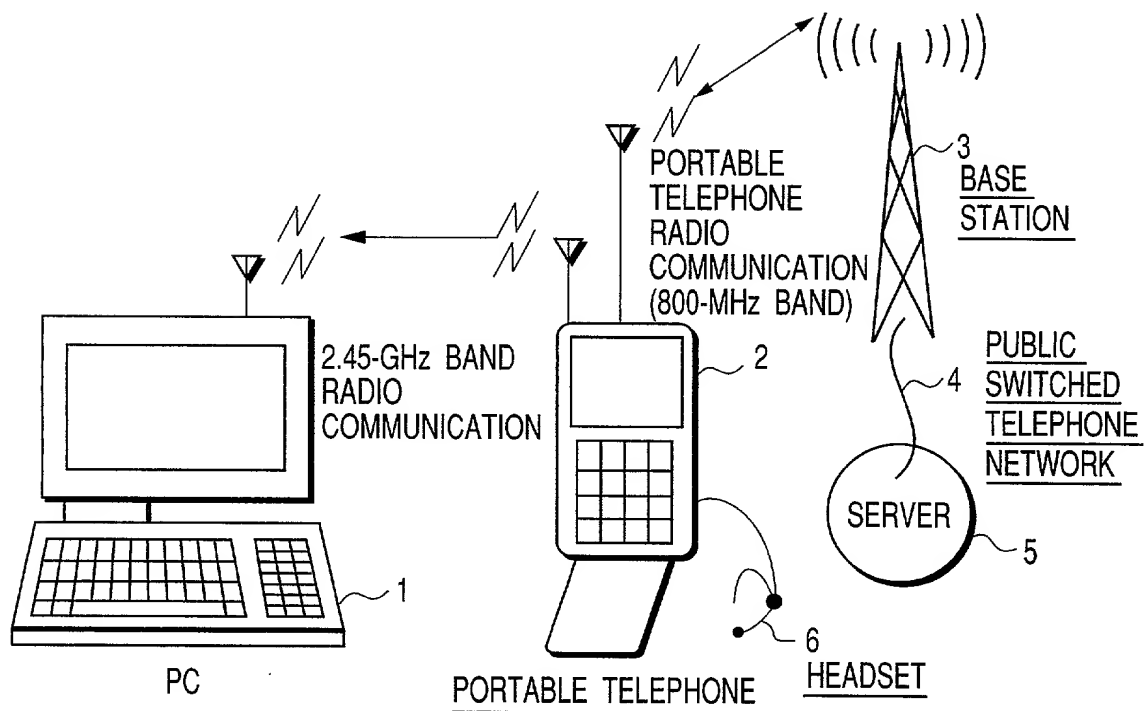 PORTABLE
TELEPHONE
RADIO
COMMUNICATION
(800-MHz BAND)
3
BASE
STATION
2.45-GHz BAND
RADIO
COMMUNICATION
2
4
PUBLIC
SWITCHED
TELEPHONE
NETWORK
SERVER
5
1
6
HEADSET
PC
PORTABLE TELEPHONE